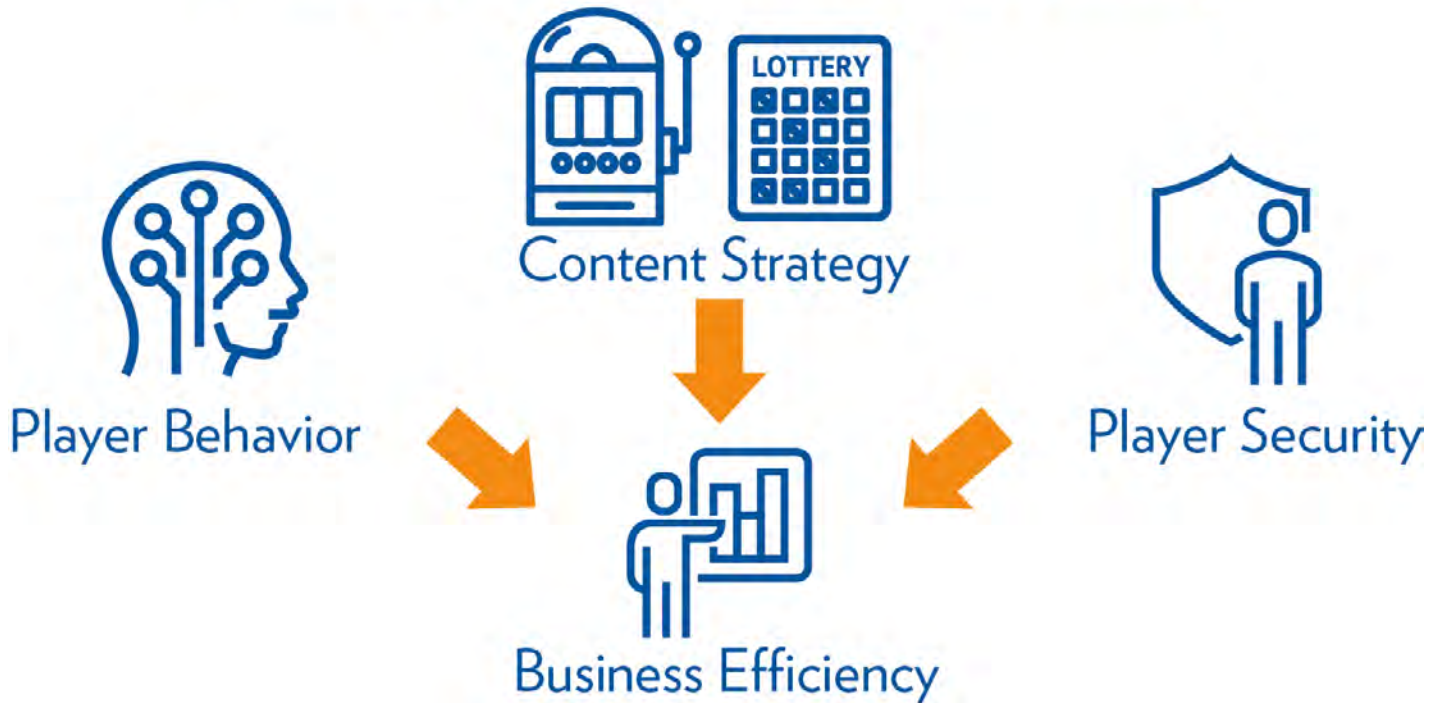 LOTTERY
Content Strategy
Player Behavior
Player Security
Business Efficiency